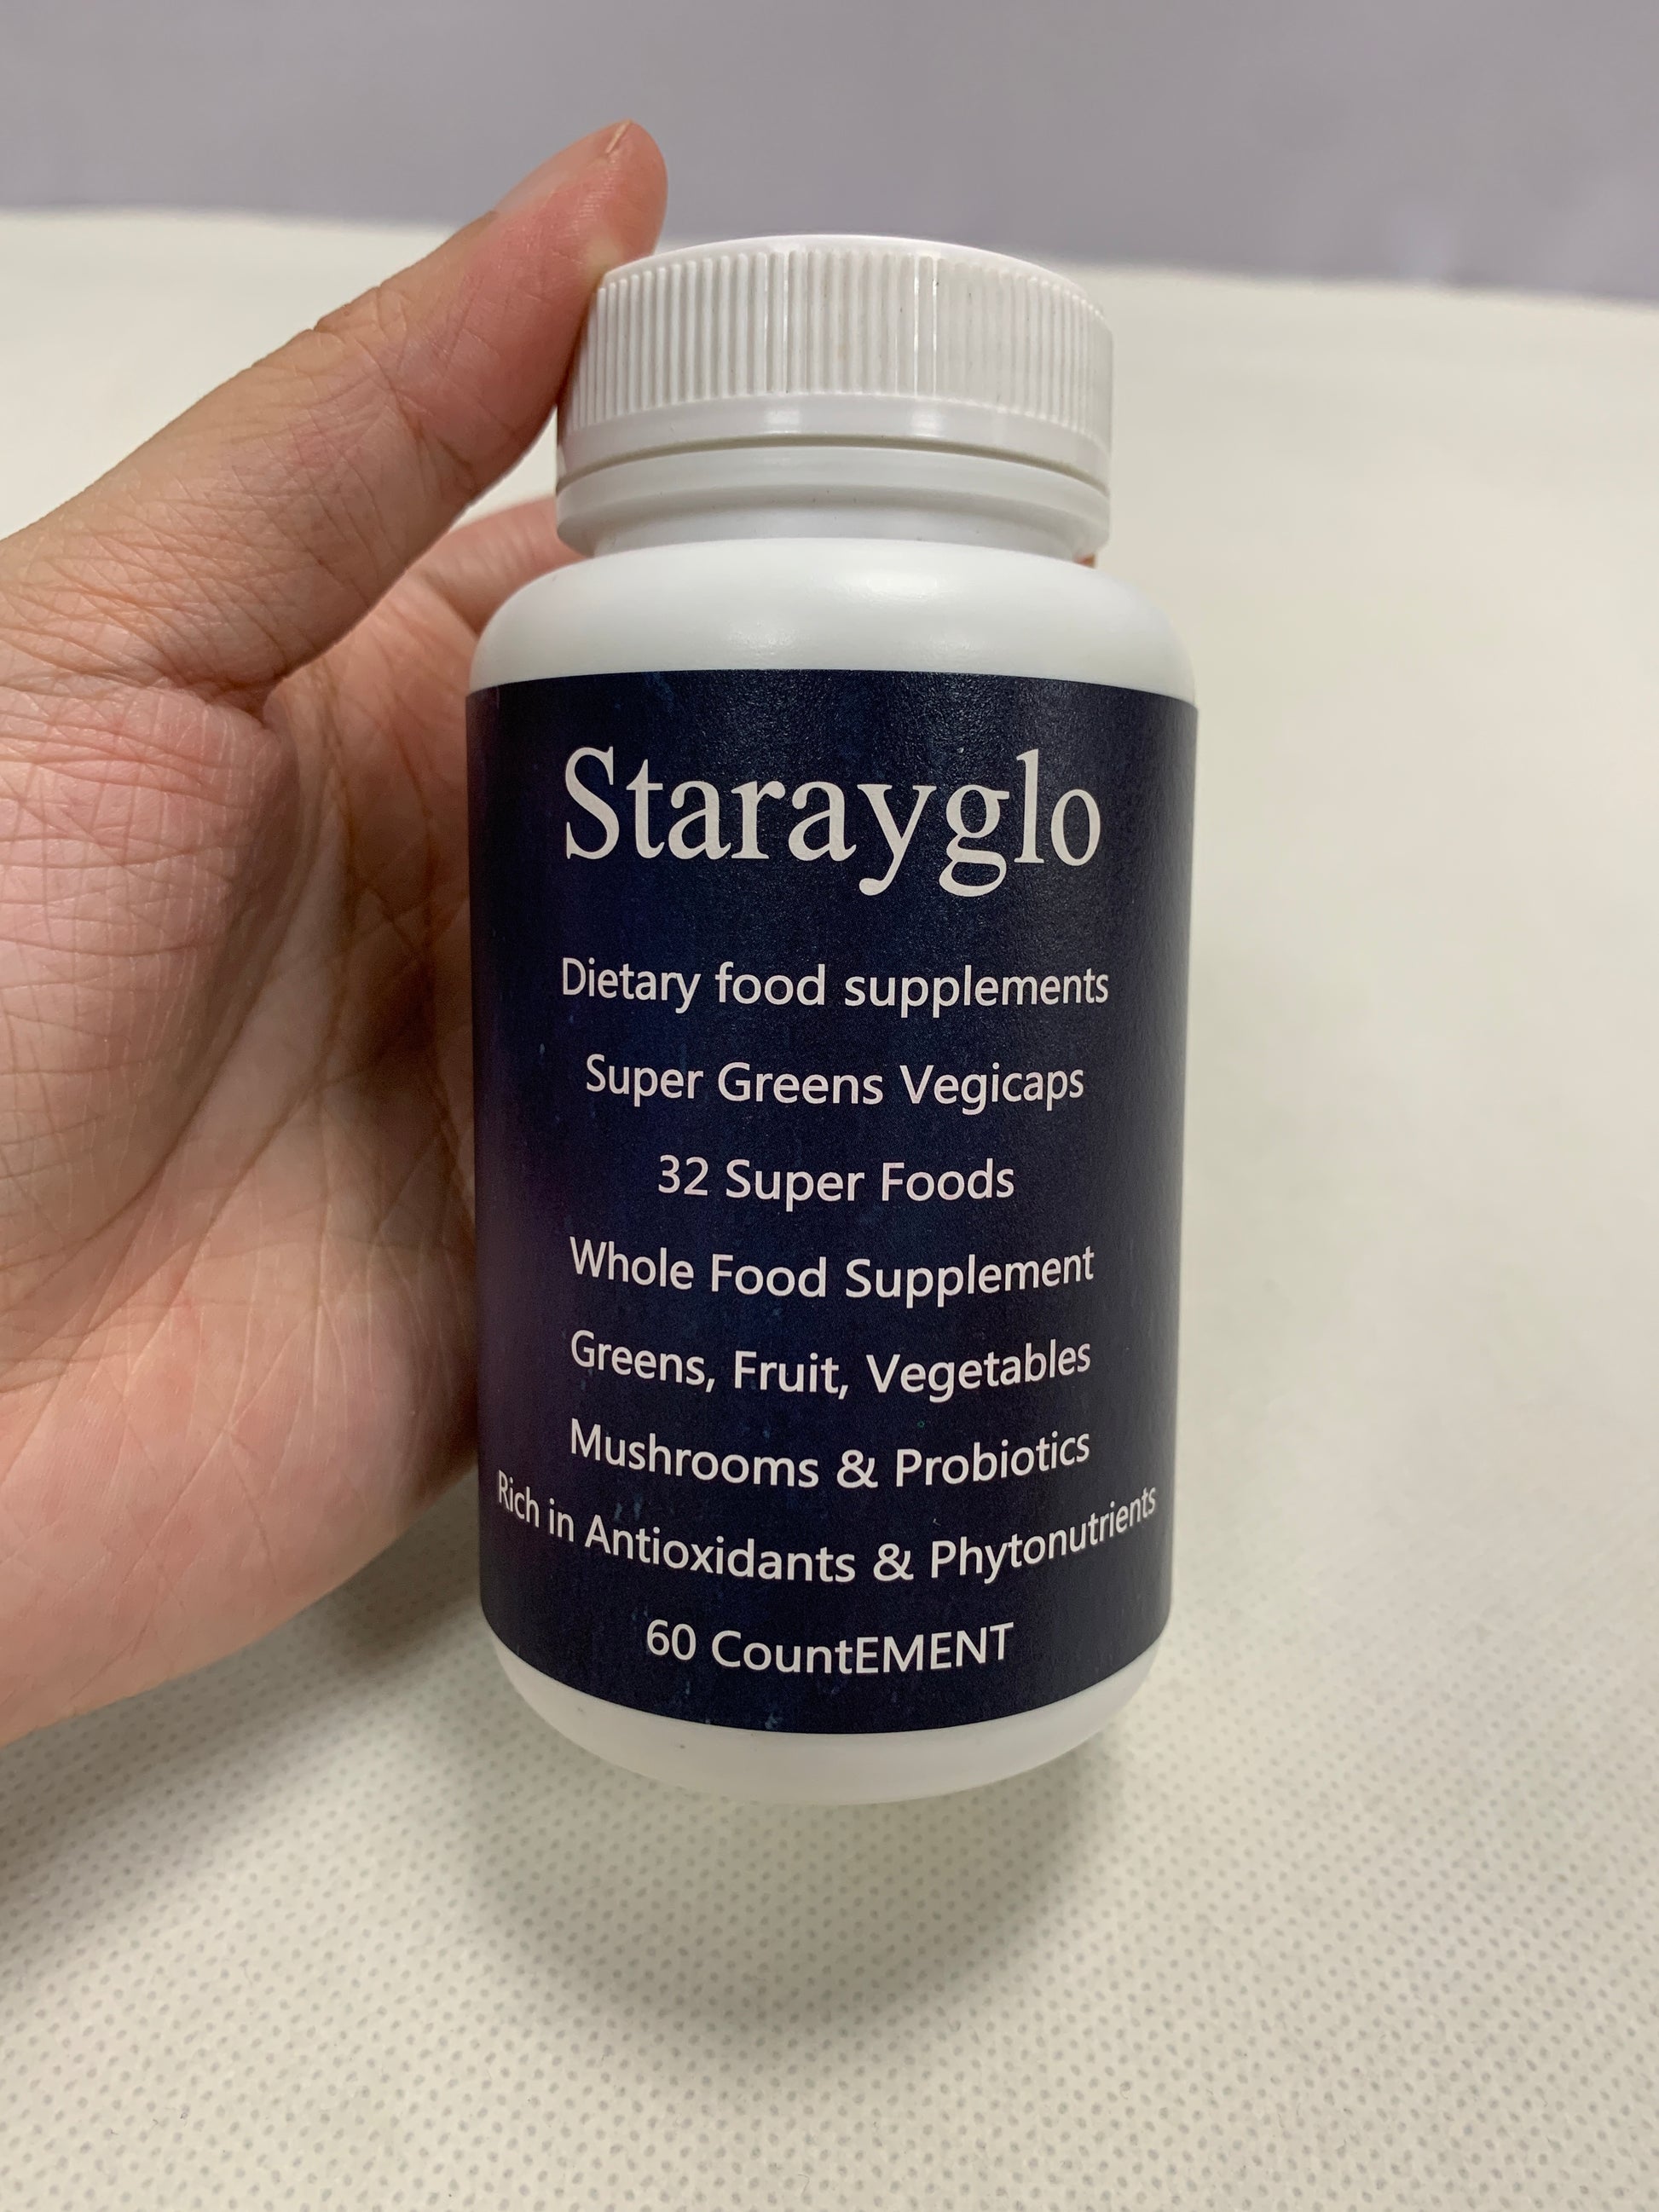 Starayglo
Dietary food supplements
Super Greens Vegicaps
32 Super Foods
Whole Food Supplement
Greens, Fruit, Vegetables
Mushrooms & Probiotics
Rich in Antioxidants & Phytonutrients
60 CountEMENT